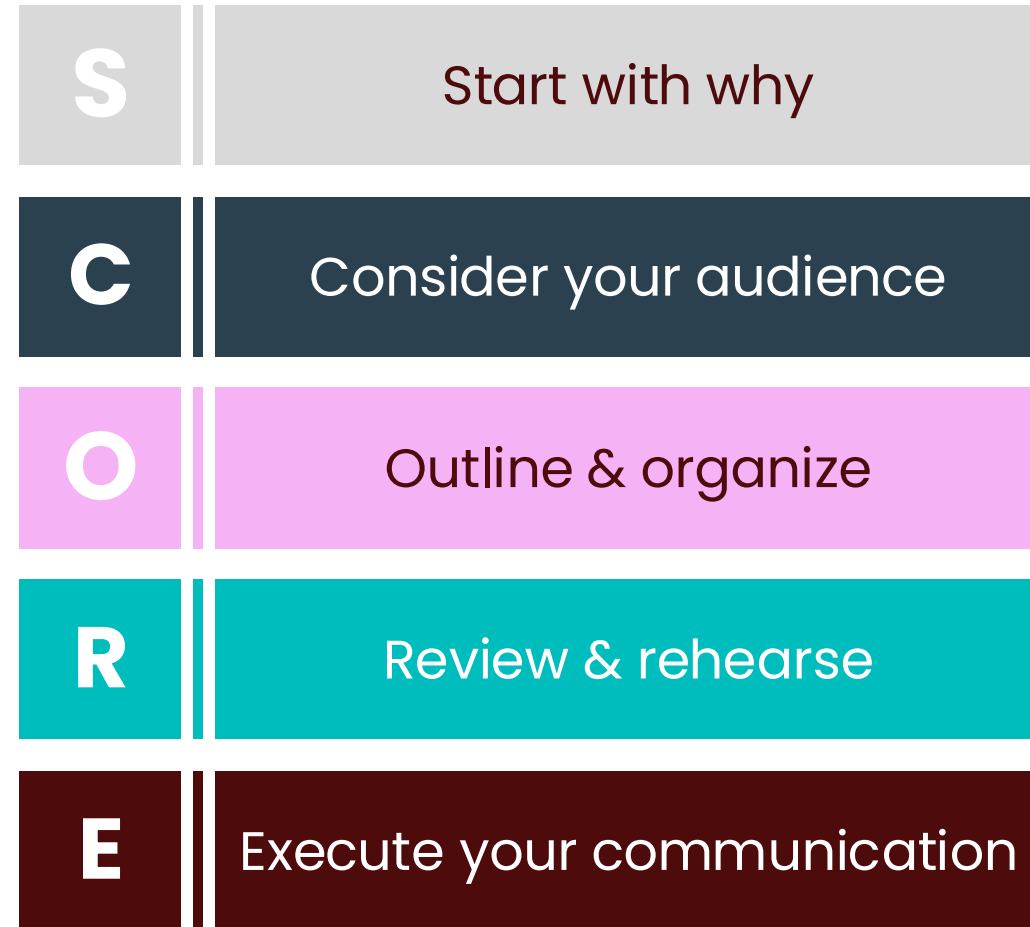 S
Start with why
C
Consider your audience
O
Outline & organize
R
Review & rehearse
E
Execute your communication